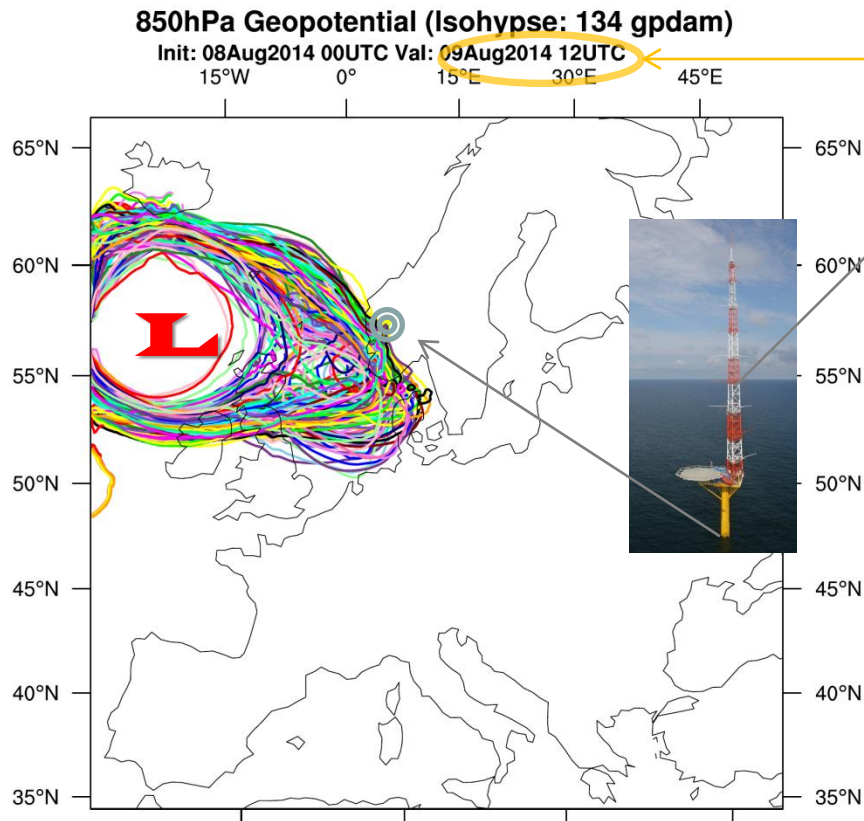 850hPa Geopotential (Isohypse: 134 gpdam)
Init: 08Aug2014 00UTC Val: 09Aug2014 12UTC
15°W 0° 15°E 30°E 45°E
65°N 65°N
60°N 60°N
L
55°N 55°N
50°N 50°N
45°N 45°N
40°N 40°N
35°N 35°N